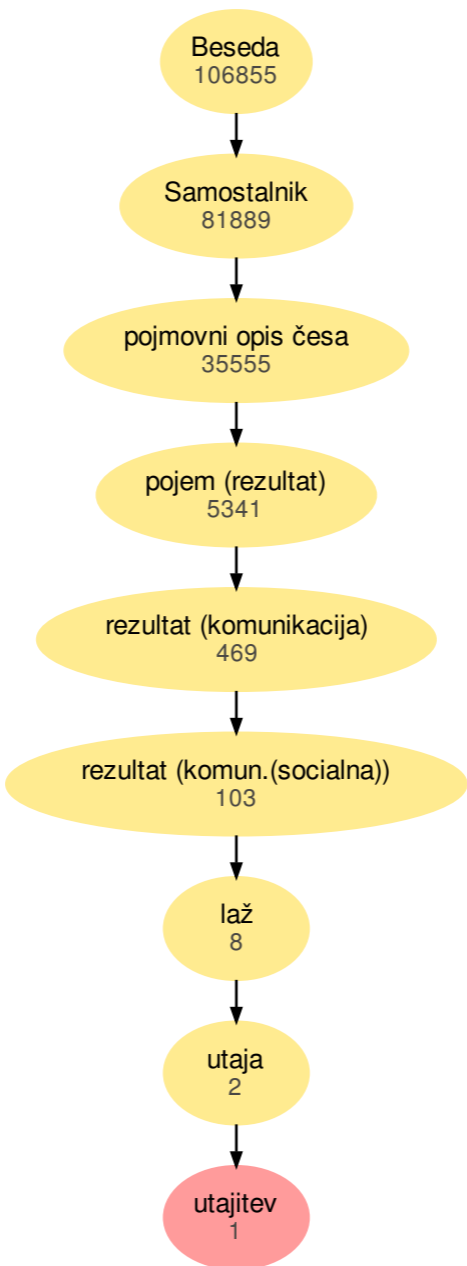 Beseda
106855
Samostalnik
81889
pojmovni opis česa
35555
pojem (rezultat)
5341
rezultat (komunikacija)
469
rezultat (komun.(socialna))
103
laž
8
utaja
2
utajitev
1